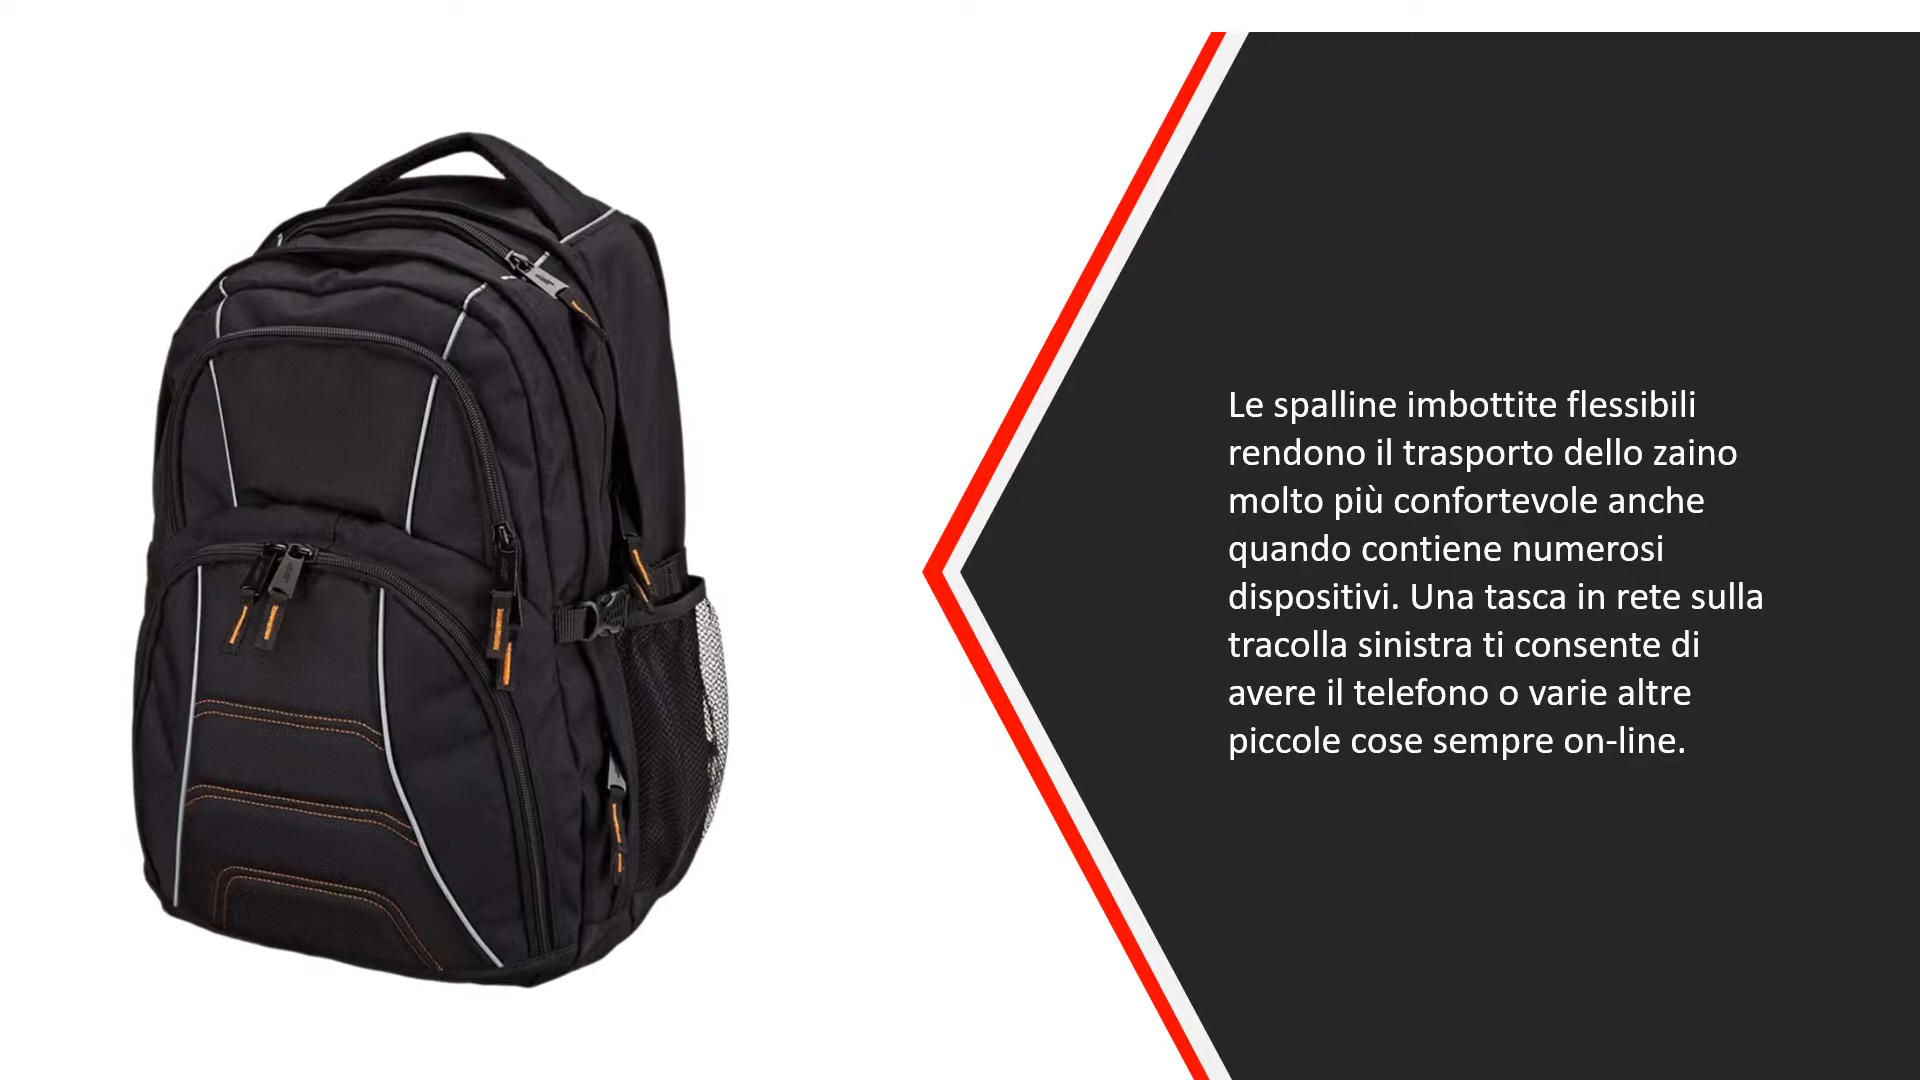 Le spalline imbottite flessibili
rendono il trasporto dello zaino
molto più confortevole anche
quando contiene numerosi
dispositivi. Una tasca in rete sulla
tracolla sinistra ti consente di
avere il telefono o varie altre
piccole cose sempre on-line.